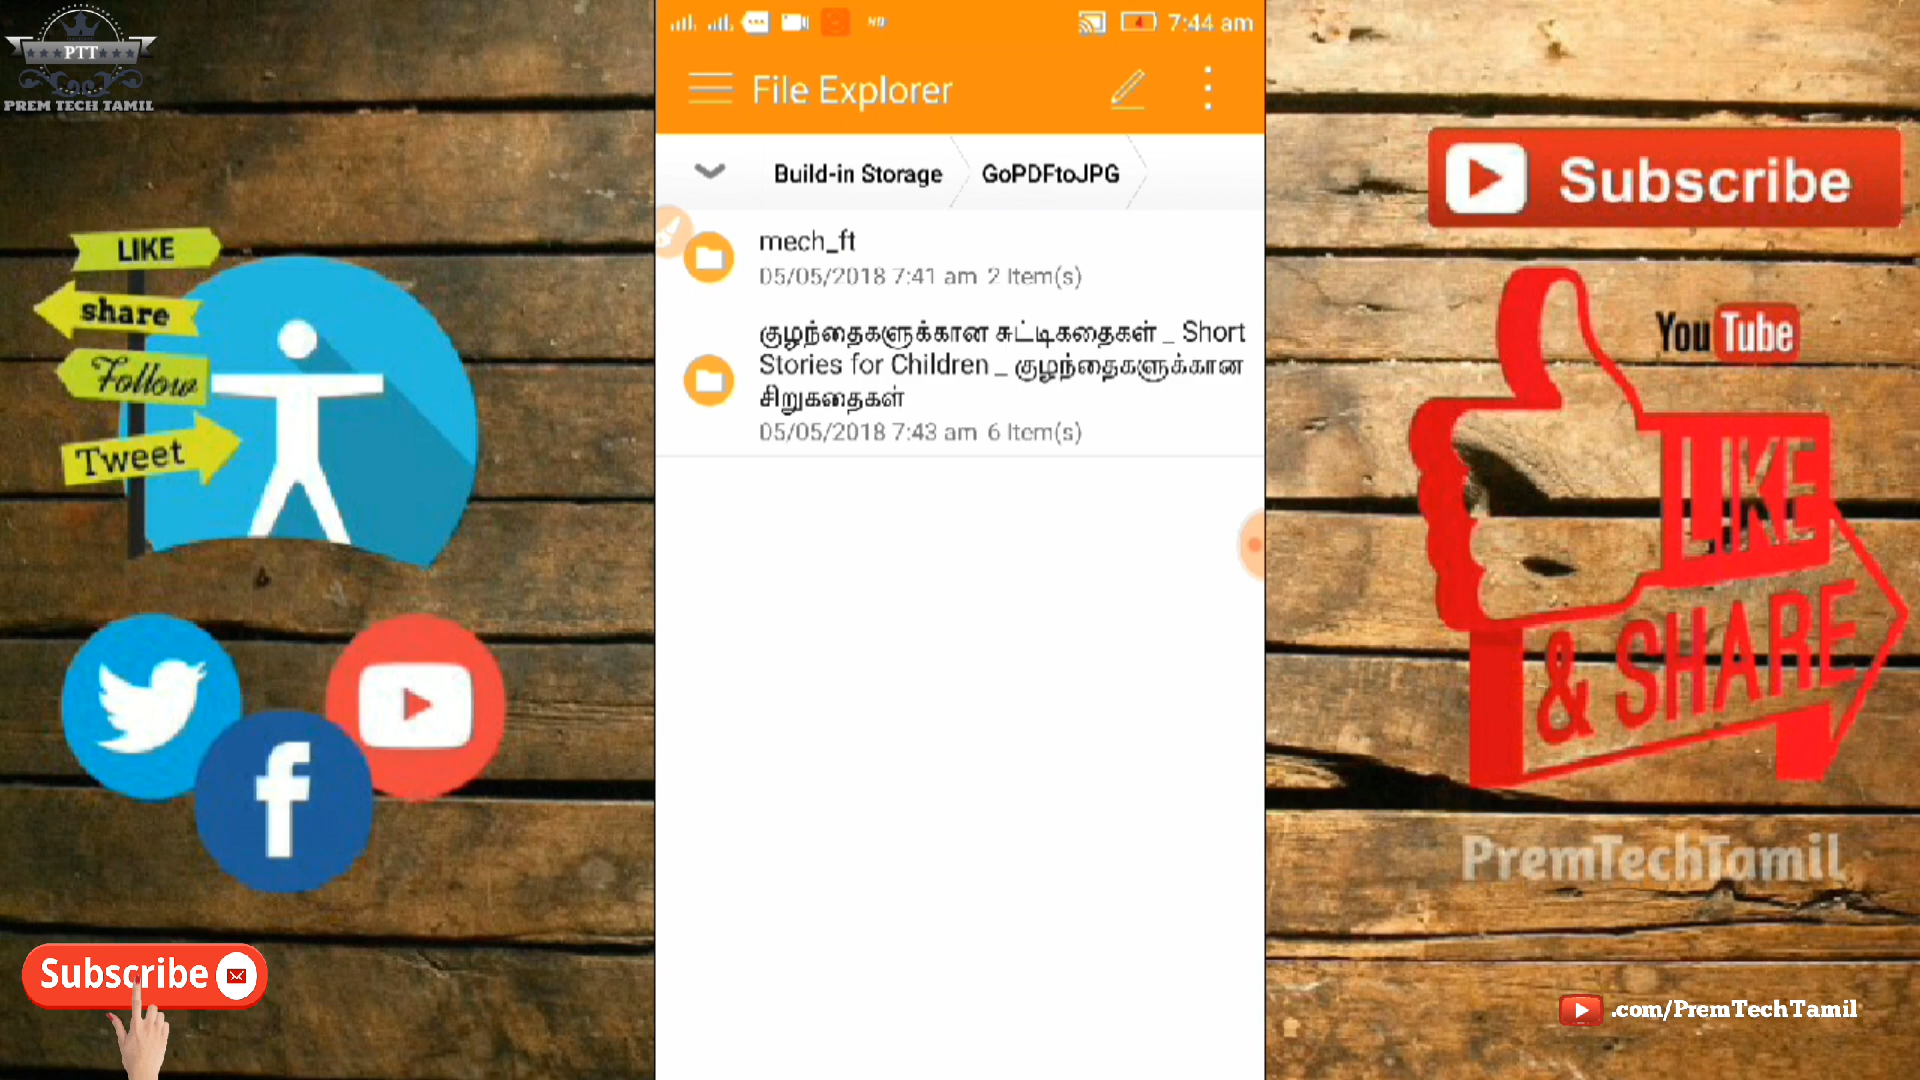 PTT
PREM TECH TAMIL
LIKE
share
Follow
Tweet
Subscribe
HD
4
7:44 am
File Explorer
Build-in Storage
GoPDFtoJPG
mech_ft
05/05/2018 7:41 am 2 Item(s)
குழந்தைகளுக்கான சுட்டிகதைகள் _ Short
Stories for Children _ குழந்தைகளுக்கான
சிறுகதைகள்
05/05/2018 7:43 am 6 Item(s)
Subscribe
You Tube
LIKE
& SHARE
PremTechTamil
.com/PremTechTamil